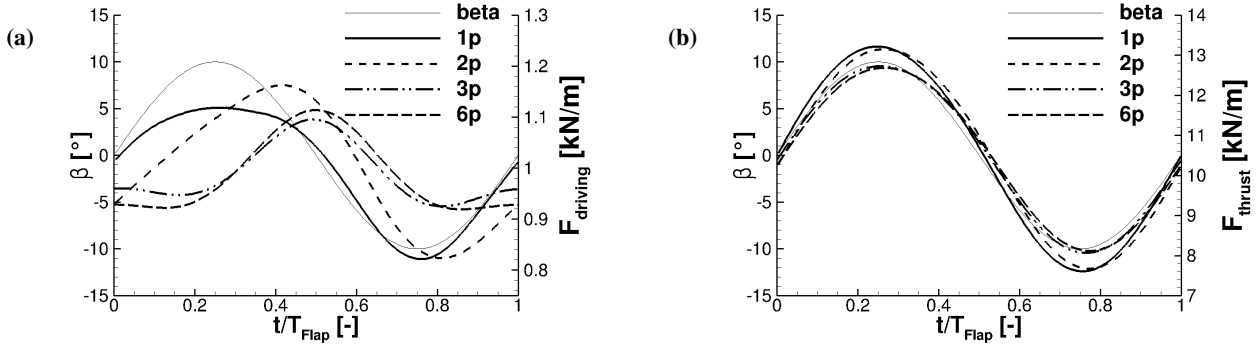 (a)
15
10
5
0
-5
-10
15
β [°]
0
0.2
0.4
0.6
0.8
1
t/T_Flap [-]
1.3
1.2
1.1
1
0.9
0.8
F_driving [kN/m]
beta
1p
2p
3p
6p
(b)
15
10
5
0
-5
-10
15
β [°]
0
0.2
0.4
0.6
0.8
1
t/T_Flap [-]
14
13
12
11
10
9
8
7
F_thrust [kN/m]
beta
1p
2p
3p
6p